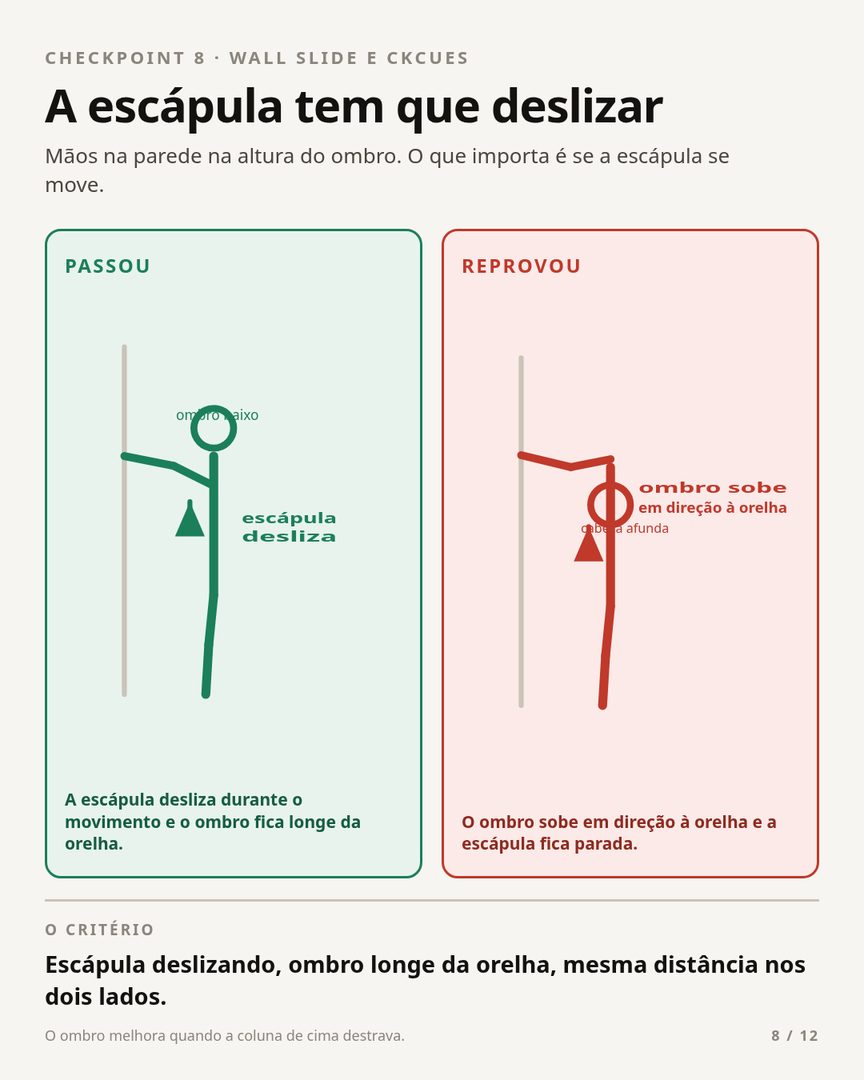 CHECKPOINT 8 · WALL SLIDE E CKCUES
A escápula tem que deslizar
Mãos na parede na altura do ombro. O que importa é se a escápula se
move.
PASSOU
ombro baixo
escápula
desliza
A escápula desliza durante o
movimento e o ombro fica longe da
orelha.
REPROVOU
ombro sobe
em direção à orelha
cabeça afunda
O ombro sobe em direção à orelha e a
escápula fica parada.
O CRITÉRIO
Escápula deslizando, ombro longe da orelha, mesma distância nos
dois lados.
O ombro melhora quando a coluna de cima destrava.
8 / 12